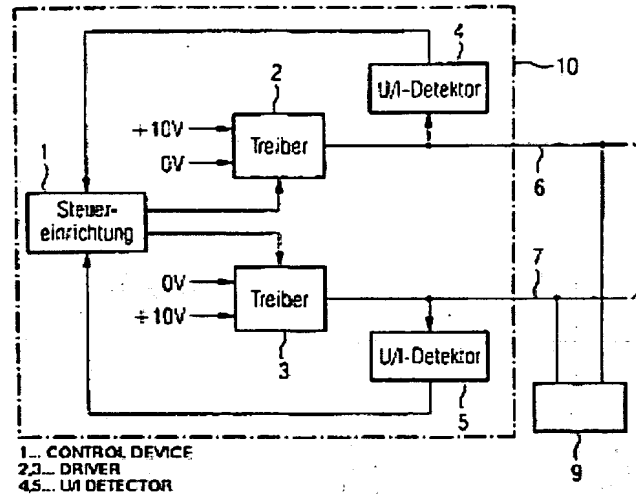 4
10
2
U/I-Detektor
+10V
Treiber
0V
1
6
Steuer-
einrichtung
7
0V
Treiber
+10V
U/I-Detektor
3
5
9
1... CONTROL DEVICE
2,3... DRIVER
4,5... U/I DETECTOR